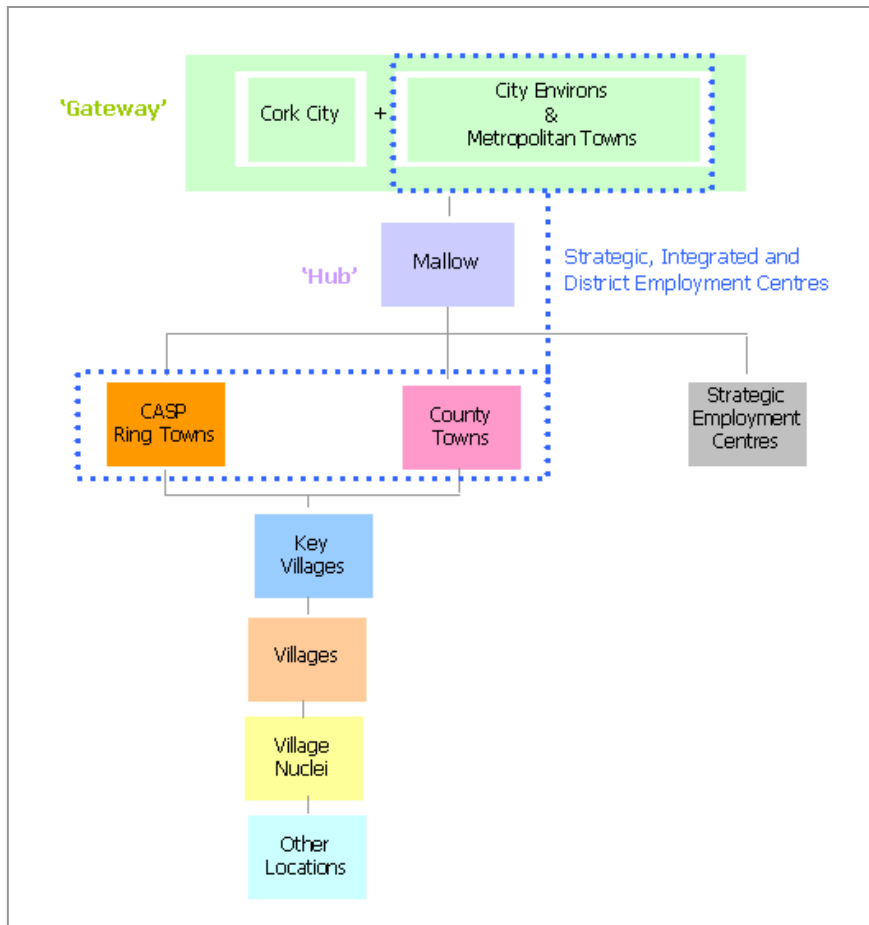 ‘Gateway’
Cork City
+
City Environs
&
Metropolitan Towns
‘Hub’
Mallow
Strategic, Integrated and
District Employment Centres
CASP
Ring Towns
County
Towns
Strategic
Employment
Centres
Key
Villages
Villages
Village
Nuclei
Other
Locations